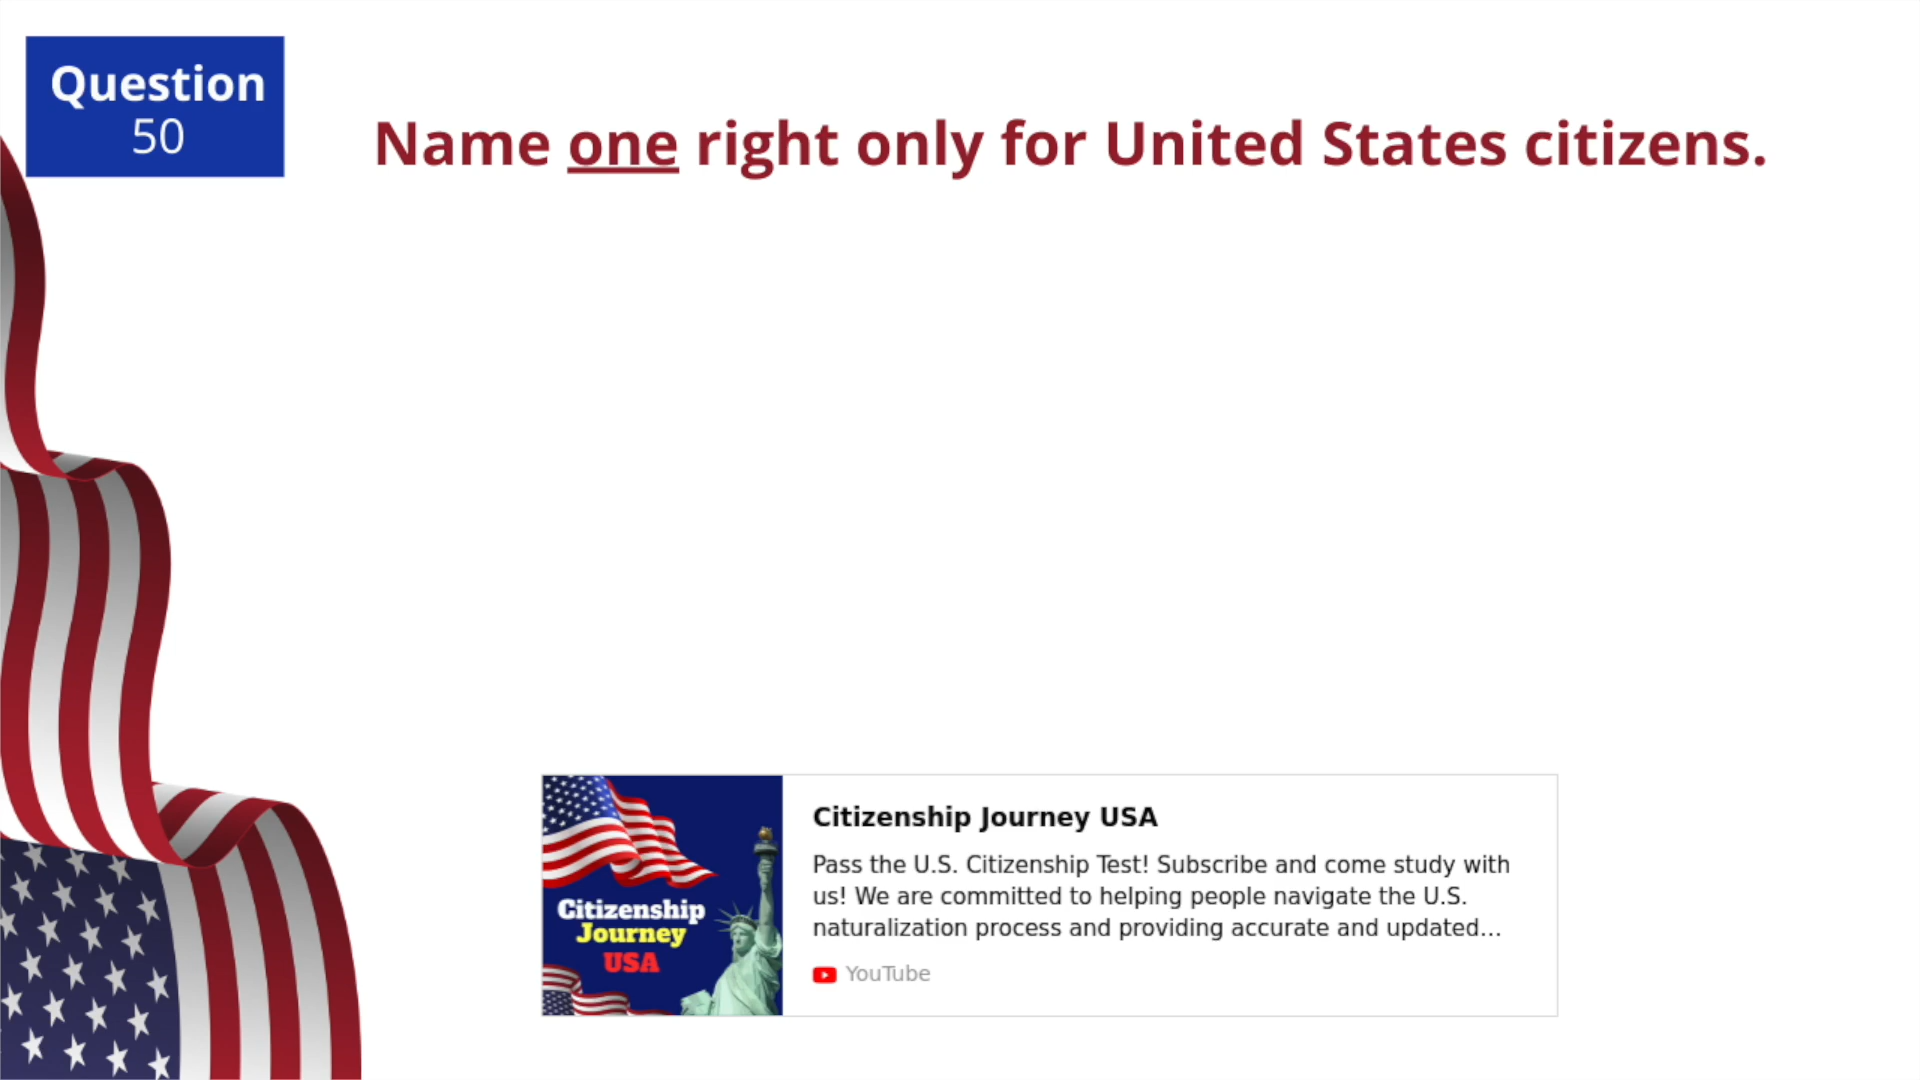 Question
50
Name one right only for United States citizens.
Citizenship Journey USA
Pass the U.S. Citizenship Test! Subscribe and come study with
us! We are committed to helping people navigate the U.S.
naturalization process and providing accurate and updated...
YouTube
Citizenship
Journey
USA